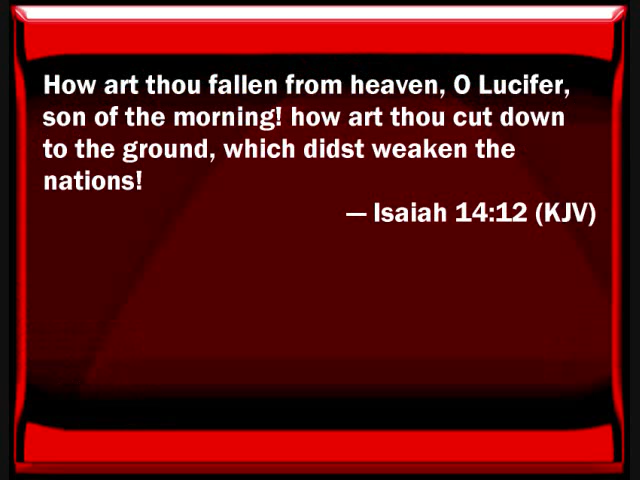 How art thou fallen from heaven, O Lucifer,
son of the morning! how art thou cut down
to the ground, which didst weaken the
nations!
— Isaiah 14:12 (KJV)